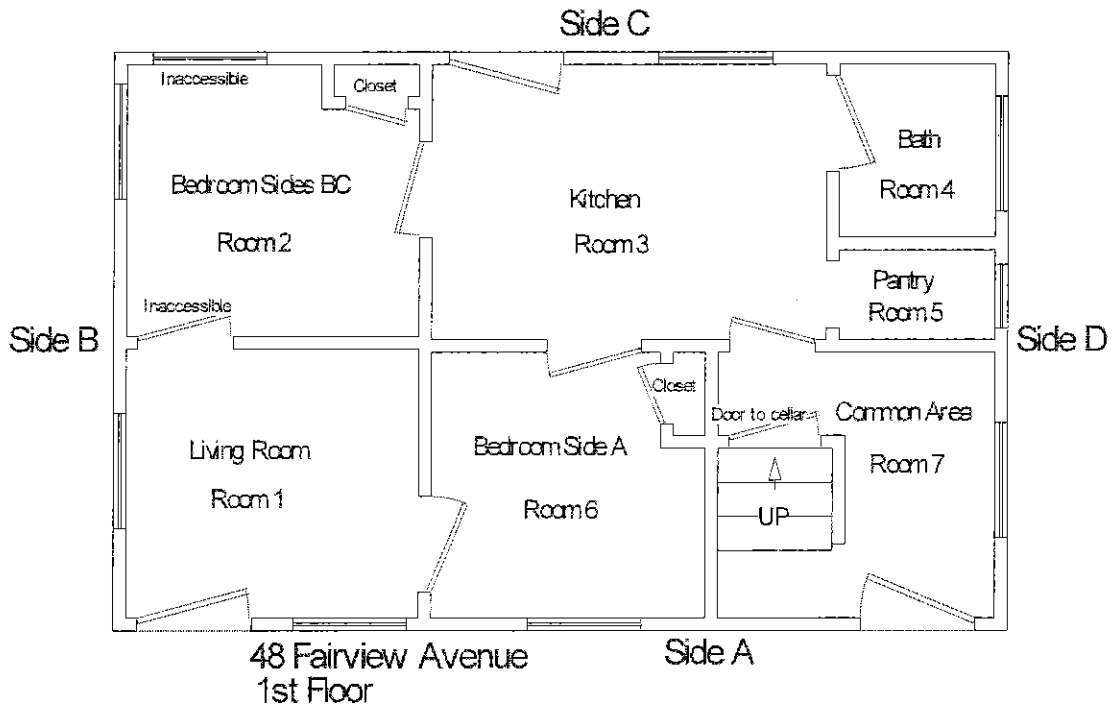 Side C
Inaccessible
Closet
Bath
Room 4
Bedroom Sides BC
Room 2
Kitchen
Room 3
Pantry
Room 5
Inaccessible
Side B
Side D
Closet
Door to cellar
Common Area
Room 7
Living Room
Room 1
Bedroom Side A
Room 6
UP
48 Fairview Avenue
1st Floor
Side A